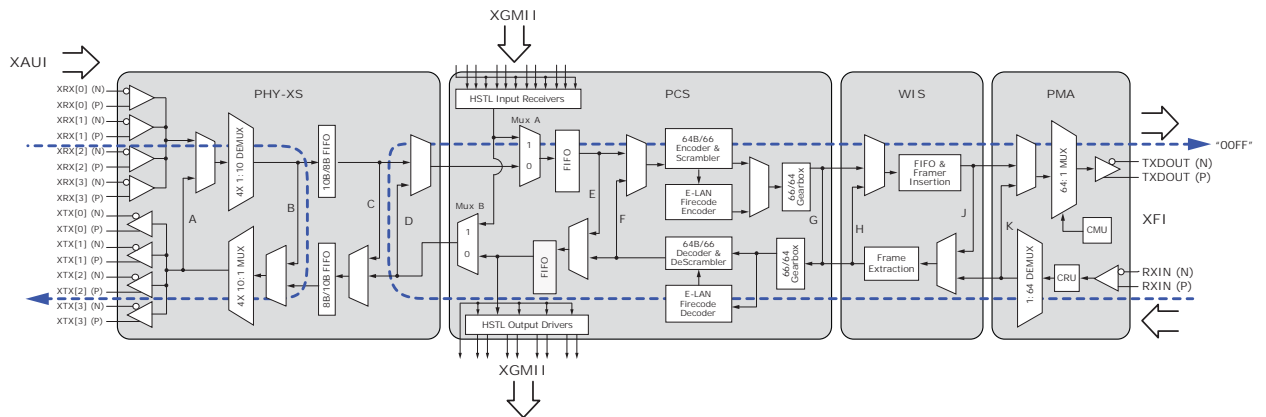 XGMII
XAUI
PHY-XS
PCS
WIS
PMA
XRX[0] (N)
XRX[0] (P)
XRX[1] (N)
XRX[1] (P)
XRX[2] (N)
XRX[2] (P)
XRX[3] (N)
XRX[3] (P)
XTX[0] (N)
XTX[0] (P)
XTX[1] (N)
XTX[1] (P)
XTX[2] (N)
XTX[2] (P)
XTX[3] (N)
XTX[3] (P)
4X 1:10 DEMUX
10B/8B FIFO
A
B
C
D
4X 10:1 MUX
8B/10B FIFO
HSTL Input Receivers
Mux A
1
0
FIFO
Mux B
1
0
FIFO
E
F
64B/66
Encoder &
Scrambler
E-LAN
Firecode
Encoder
66/64
Gearbox
64B/66
Decoder &
DeScrambler
E-LAN
Firecode
Decoder
66/64
Gearbox
HSTL Output Drivers
G
H
FIFO &
Framer
Insertion
Frame
Extraction
J
K
64:1 MUX
CMU
1:64 DEMUX
CRU
"00FF"
TXDOUT (N)
TXDOUT (P)
XFI
RXIN (N)
RXIN (P)
XGMII